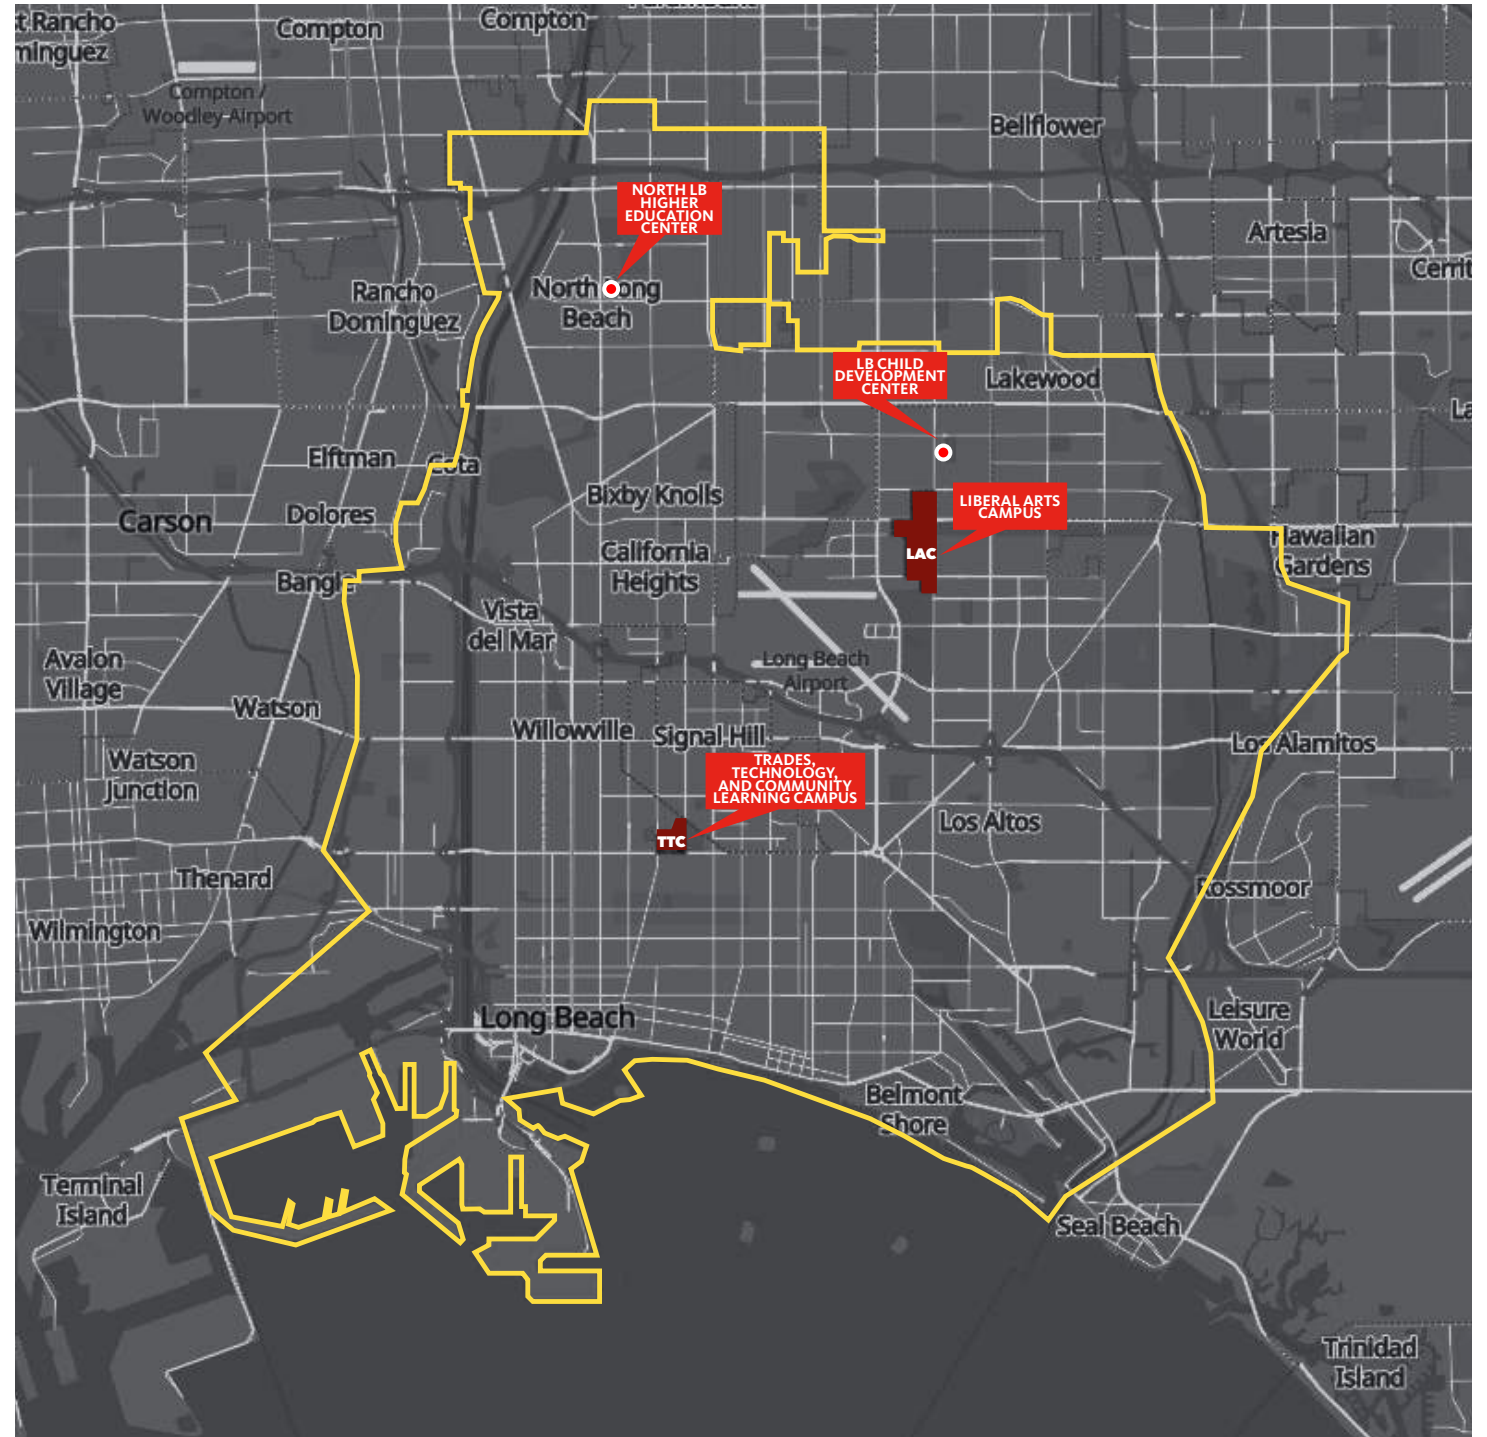 t Rancho
minguez
Compton
Compton
Compton /
Woodley Airport
Bellflower
NORTH LB
HIGHER
EDUCATION
CENTER
Artesia
Cerrit
Rancho
Dominguez
North Long
Beach
LB CHILD
DEVELOPMENT
CENTER
Lakewood
La
Elftman
Cota
Bixby Knolls
LIBERAL ARTS
CAMPUS
Carson
Dolores
LAC
California
Heights
Hawaiian
Gardens
Bangle
Vista
del Mar
Avalon
Village
Long Beach
Airport
Watson
Willowville
Signal Hill
Los Alamitos
Watson
Junction
TRADES,
TECHNOLOGY,
AND COMMUNITY
LEARNING CAMPUS
TTC
Los Altos
Thenard
Rossmoor
Wilmington
Long Beach
Leisure
World
Belmont
Shore
Terminal
Island
Seal Beach
Trinidad
Island